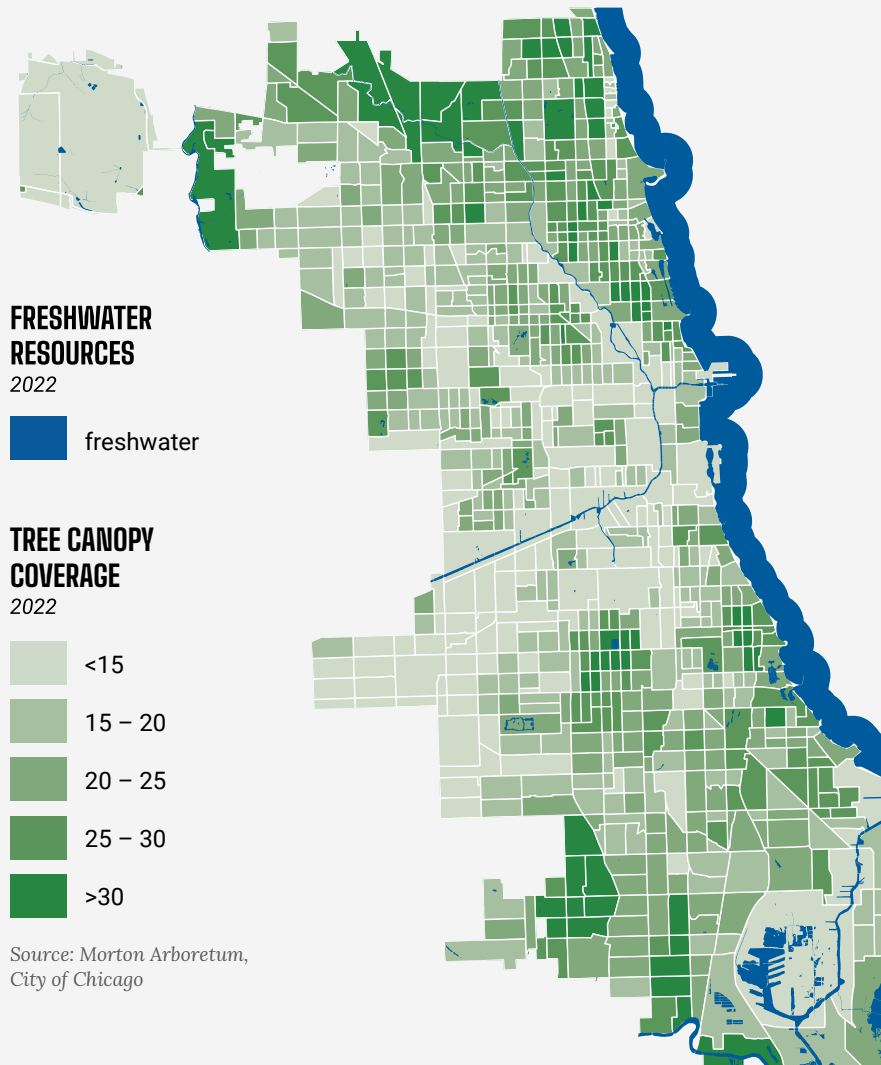 FRESHWATER
RESOURCES
2022
freshwater
TREE CANOPY
COVERAGE
2022
<15
15 – 20
20 – 25
25 – 30
>30
Source: Morton Arboretum,
City of Chicago